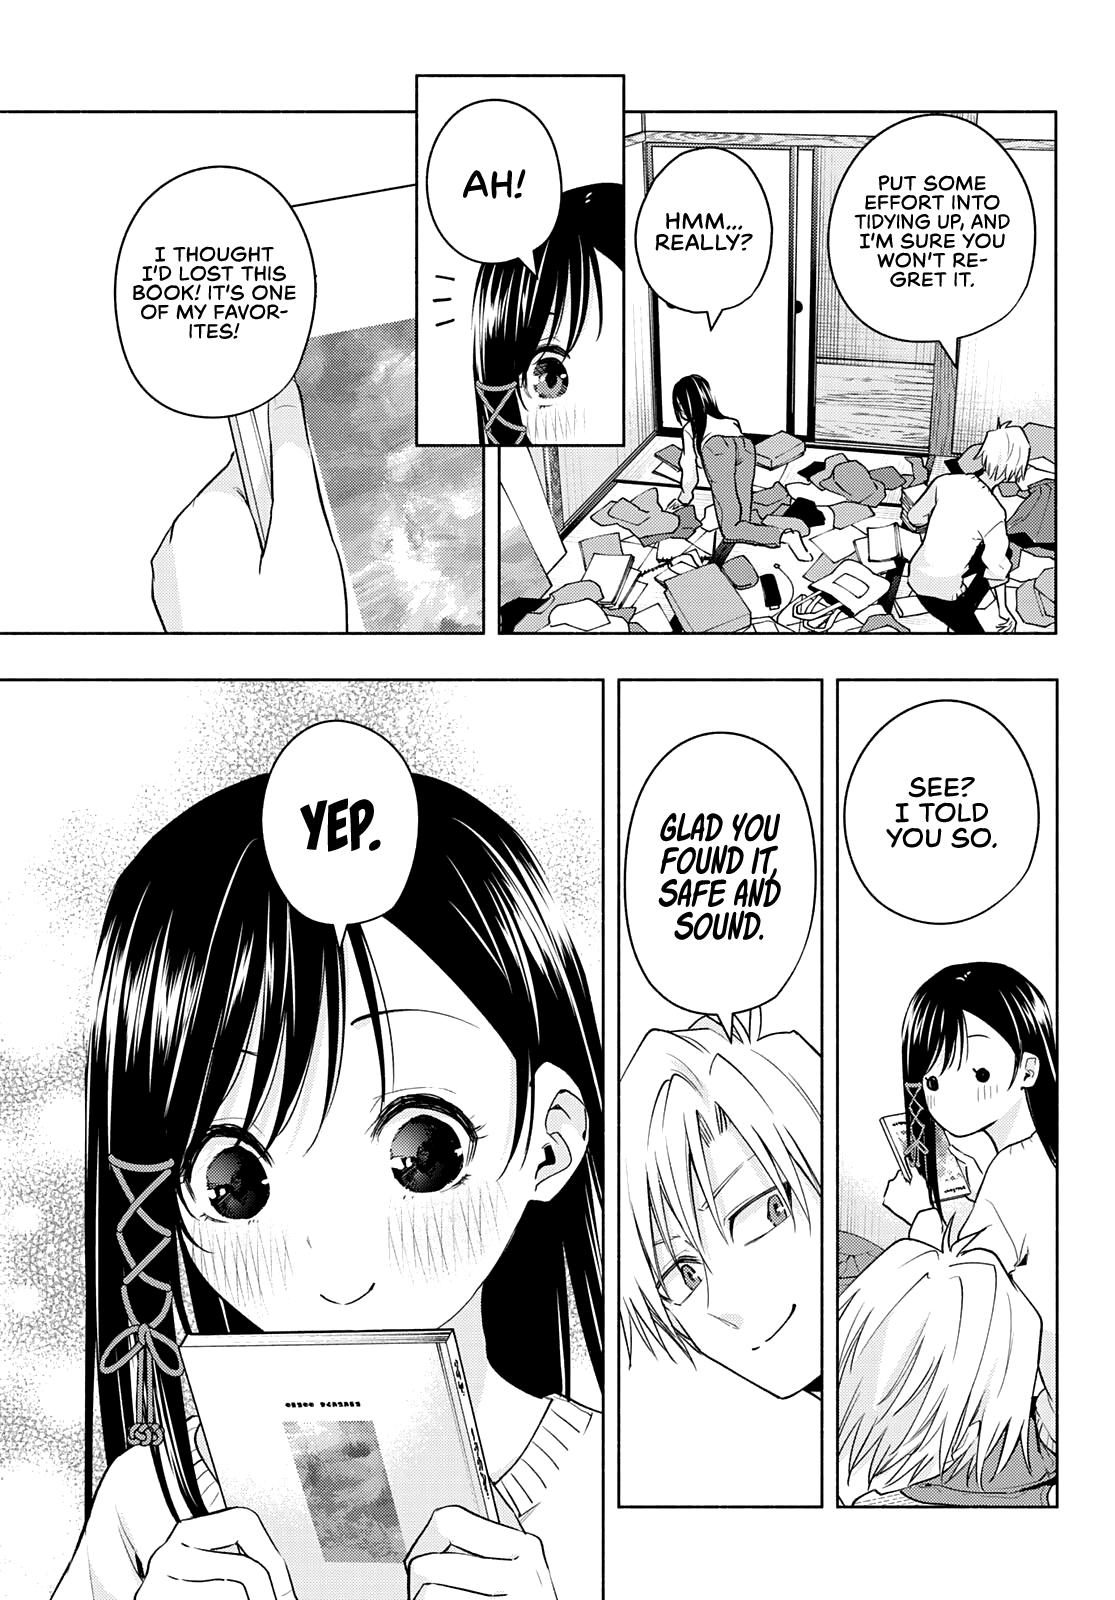 PUT SOME
EFFORT INTO
TIDYING UP, AND
I'M SURE YOU
WON'T RE-
GRET IT.
HMM...
REALLY?
AH!
I THOUGHT
I'D LOST THIS
BOOK! IT'S ONE
OF MY FAVOR-
ITES!
SEE?
I TOLD
YOU SO.
GLAD YOU
FOUND IT,
SAFE AND
SOUND.
YEP.